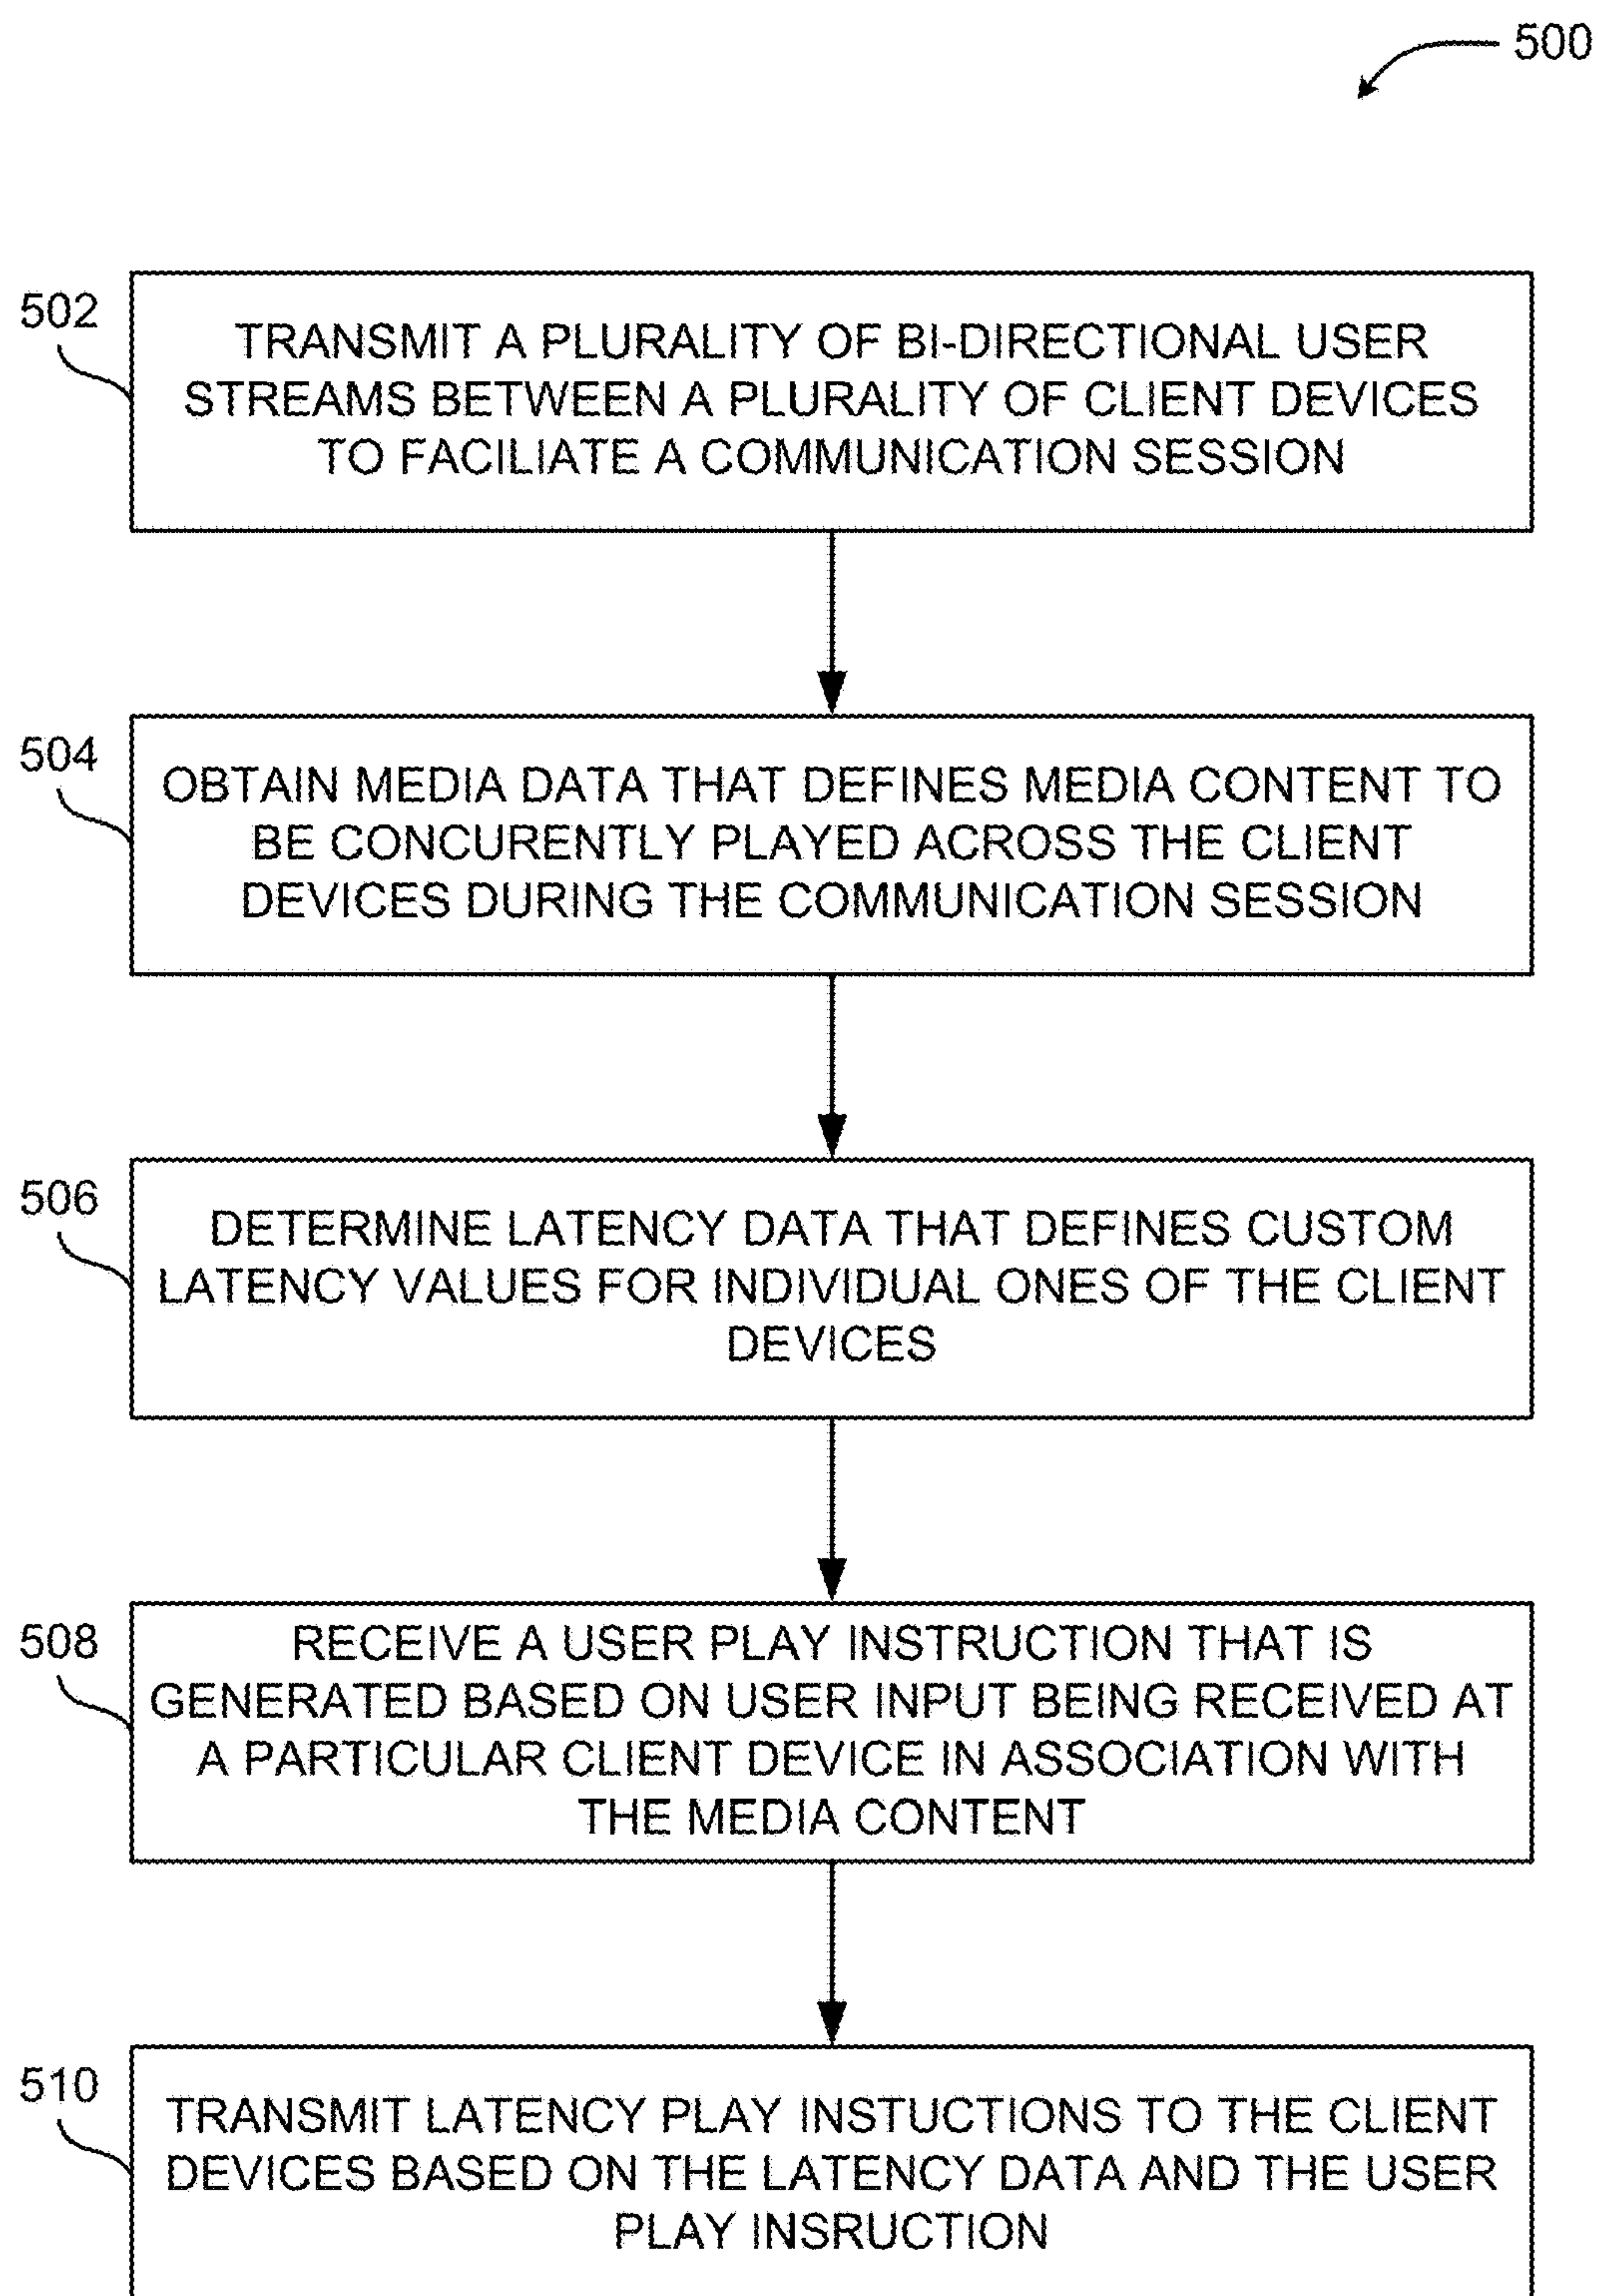 500
502
TRANSMIT A PLURALITY OF BI-DIRECTIONAL USER
STREAMS BETWEEN A PLURALITY OF CLIENT DEVICES
TO FACILIATE A COMMUNICATION SESSION
504
OBTAIN MEDIA DATA THAT DEFINES MEDIA CONTENT TO
BE CONCURENTLY PLAYED ACROSS THE CLIENT
DEVICES DURING THE COMMUNICATION SESSION
506
DETERMINE LATENCY DATA THAT DEFINES CUSTOM
LATENCY VALUES FOR INDIVIDUAL ONES OF THE CLIENT
DEVICES
508
RECEIVE A USER PLAY INSTRUCTION THAT IS
GENERATED BASED ON USER INPUT BEING RECEIVED AT
A PARTICULAR CLIENT DEVICE IN ASSOCIATION WITH
THE MEDIA CONTENT
510
TRANSMIT LATENCY PLAY INSTUCTIONS TO THE CLIENT
DEVICES BASED ON THE LATENCY DATA AND THE USER
PLAY INSRUCTION